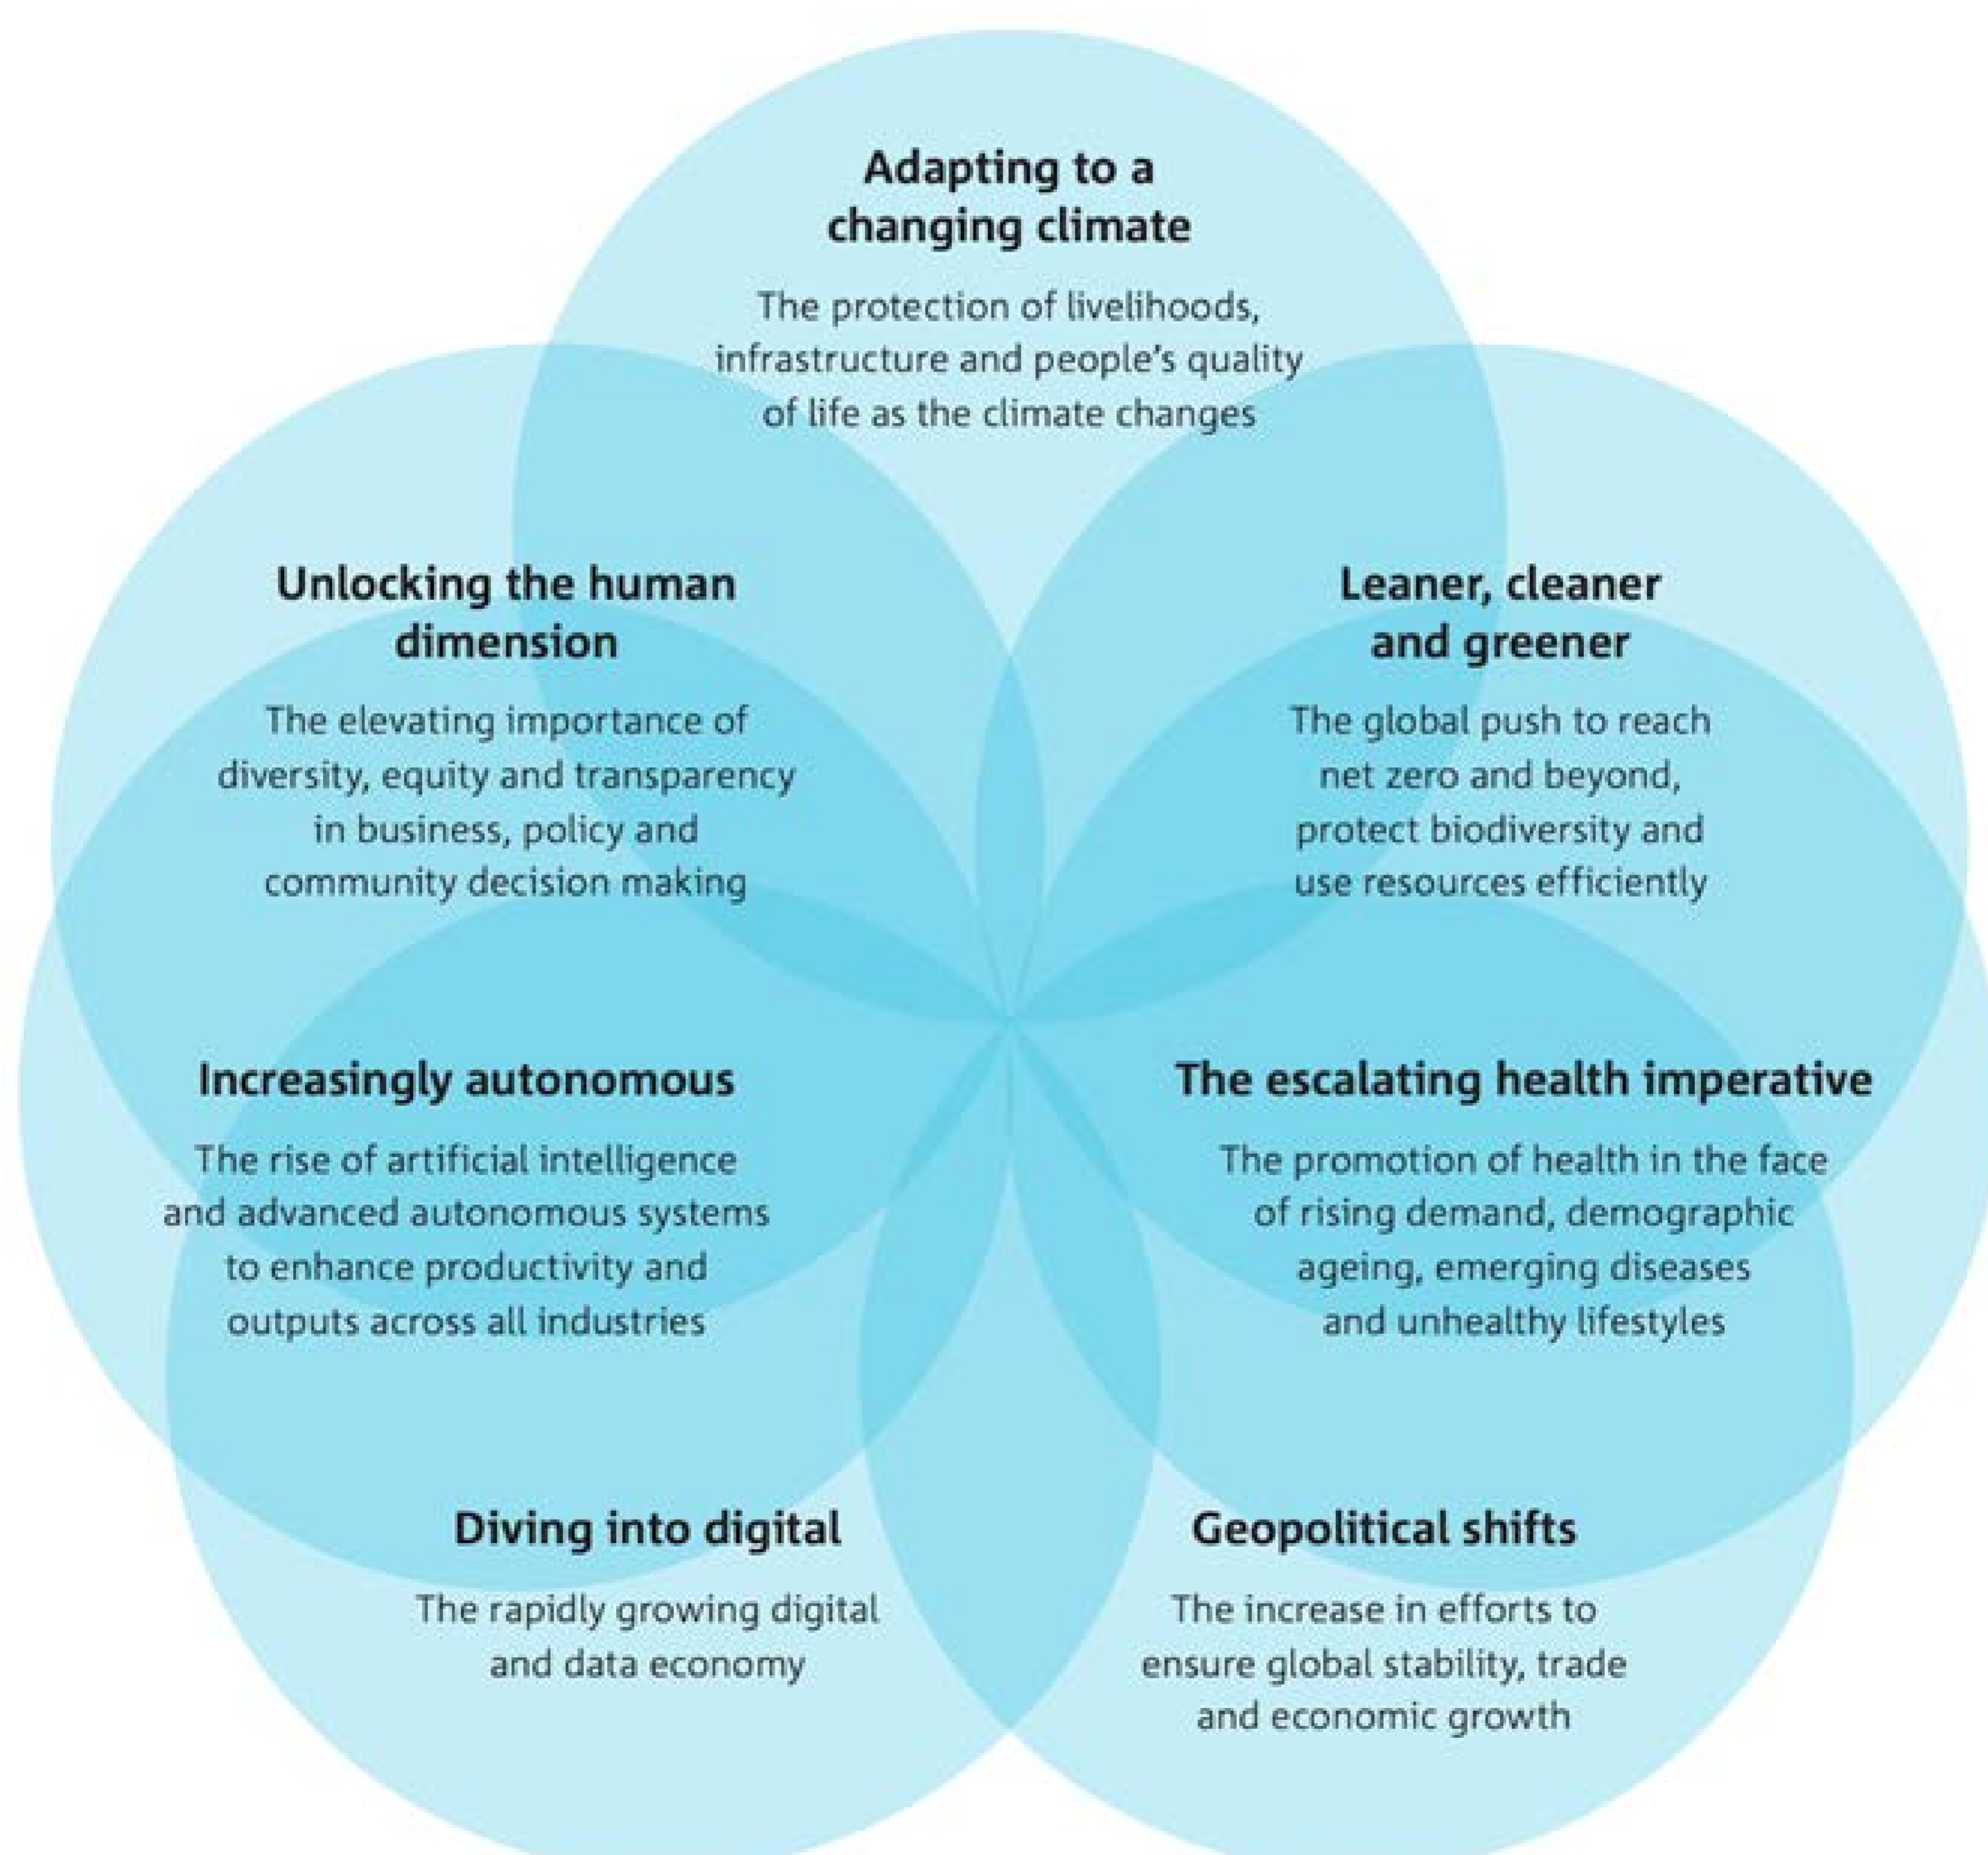 Adapting to a
changing climate
The protection of livelihoods,
infrastructure and people's quality
of life as the climate changes
Unlocking the human
dimension
The elevating importance of
diversity, equity and transparency
in business, policy and
community decision making
Leaner, cleaner
and greener
The global push to reach
net zero and beyond,
protect biodiversity and
use resources efficiently
Increasingly autonomous
The rise of artificial intelligence
and advanced autonomous systems
to enhance productivity and
outputs across all industries
The escalating health imperative
The promotion of health in the face
of rising demand, demographic
ageing, emerging diseases
and unhealthy lifestyles
Diving into digital
The rapidly growing digital
and data economy
Geopolitical shifts
The increase in efforts to
ensure global stability, trade
and economic growth